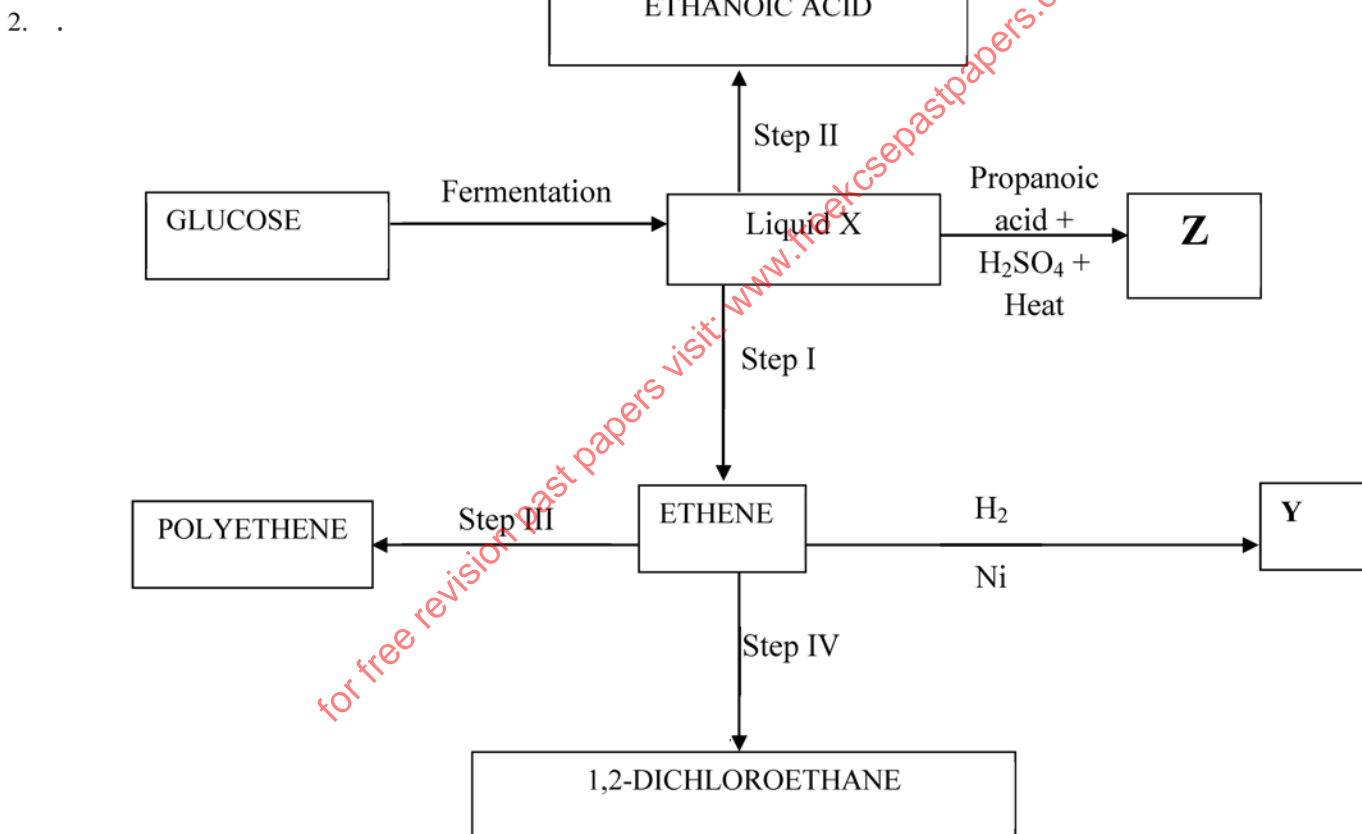 2. .
ETHANOIC ACID
Step II
GLUCOSE
Fermentation
Liquid X
Propanoic
acid +
H₂SO₄ +
Heat
Z
Step I
POLYETHENE
Step III
ETHENE
H₂
Ni
Y
Step IV
1,2-DICHLOROETHANE
for free revision past papers visit: www.freekcsepastpapers.c